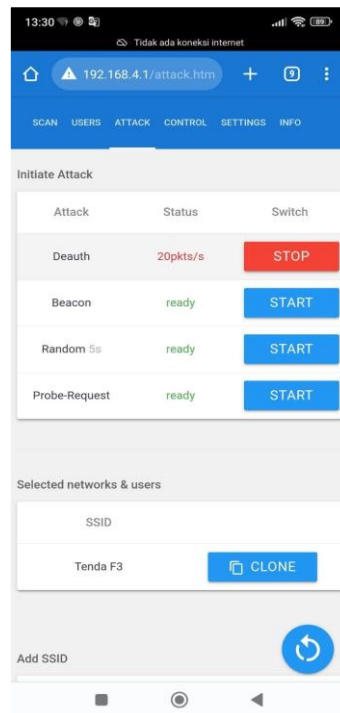 13:30 89
Tidak ada koneksi internet
192.168.4.1/attack.htm 9
SCAN USERS ATTACK CONTROL SETTINGS INFO
Initiate Attack
Attack Status Switch
Deauth 20pkts/s STOP
Beacon ready START
Random 5s ready START
Probe-Request ready START
Selected networks & users
SSID
Tenda F3 CLONE
Add SSID